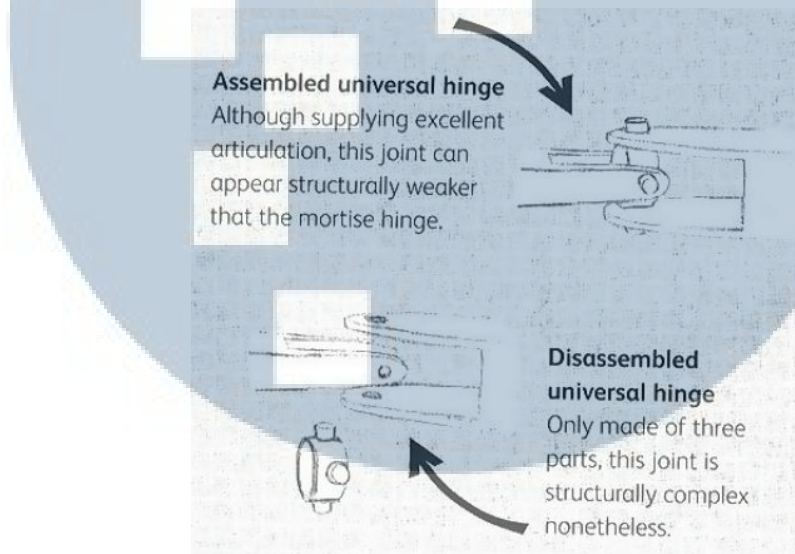 Assembled universal hinge
Although supplying excellent
articulation, this joint can
appear structurally weaker
that the mortise hinge.
Disassembled
universal hinge
Only made of three
parts, this joint is
structurally complex
nonetheless.